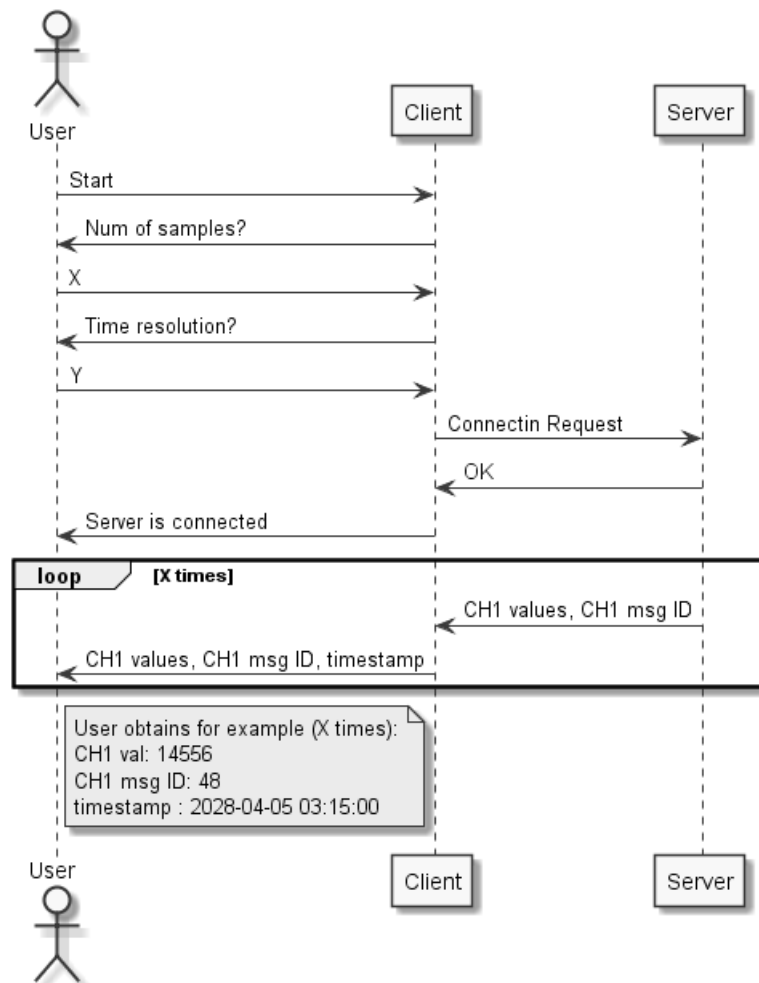 User
Client
Server
Start
Num of samples?
X
Time resolution?
Y
Connectin Request
OK
Server is connected
loop [X times]
CH1 values, CH1 msg ID
CH1 values, CH1 msg ID, timestamp
User obtains for example (X times):
CH1 val: 14556
CH1 msg ID: 48
timestamp : 2028-04-05 03:15:00
User
Client
Server